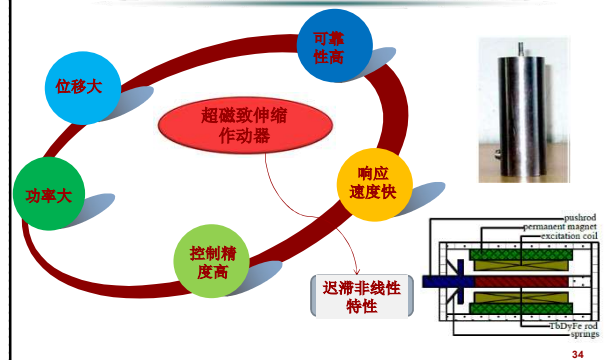 可靠
性高
位移大
超磁致伸缩
作动器
响应
速度快
功率大
控制精
度高
迟滞非线性
特性
pushrod
permanent magnet
excitation coil
TbDyFe rod
springs
34